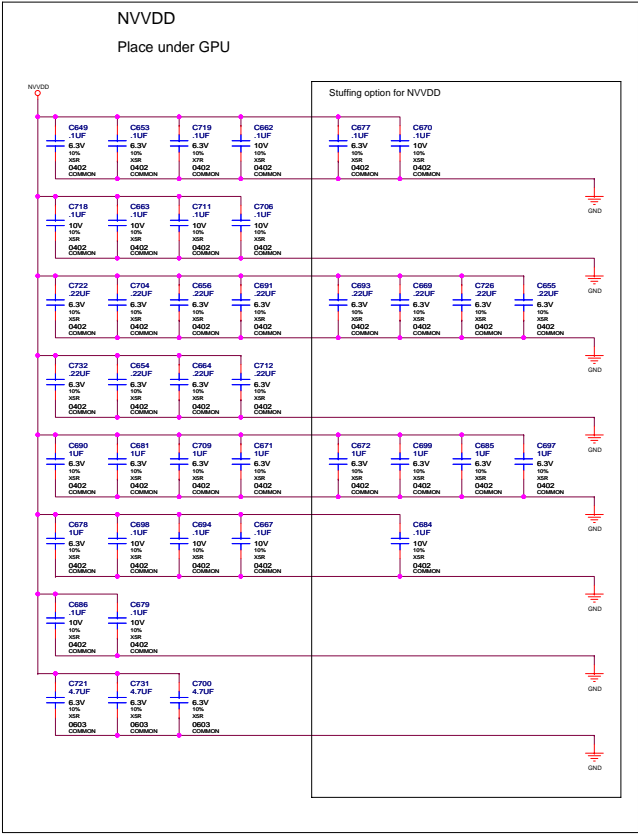 NVVDD
Place under GPU
NVVDD
Stuffing option for NVVDD
C649 C653 C719 C662 C677 C670
.1UF .1UF .1UF .1UF .1UF .1UF
6.3V 6.3V 6.3V 10V 6.3V 10V
10% 10% 10% 10% 10% 10%
X5R X5R X7R X5R X5R X5R
0402 0402 0402 0402 0402 0402
COMMON COMMON COMMON COMMON COMMON COMMON
GND
C718 C663 C711 C706
.1UF .1UF .1UF .1UF
10V 10V 10V 10V
10% 10% 10% 10%
X5R X5R X5R X5R
0402 0402 0402 0402
COMMON COMMON COMMON COMMON
GND
C722 C704 C656 C691 C693 C669 C726 C655
.22UF .22UF .22UF .22UF .22UF .22UF .22UF .22UF
6.3V 6.3V 6.3V 6.3V 6.3V 6.3V 6.3V 6.3V
10% 10% 10% 10% 10% 10% 10% 10%
X5R X5R X5R X5R X5R X5R X5R X5R
0402 0402 0402 0402 0402 0402 0402 0402
COMMON COMMON COMMON COMMON COMMON COMMON COMMON COMMON
GND
C732 C654 C664 C712
.22UF .22UF .22UF .22UF
6.3V 6.3V 6.3V 6.3V
10% 10% 10% 10%
X5R X5R X5R X5R
0402 0402 0402 0402
COMMON COMMON COMMON COMMON
GND
C690 C681 C709 C671 C672 C699 C685 C697
1UF 1UF 1UF 1UF 1UF 1UF 1UF 1UF
6.3V 6.3V 6.3V 6.3V 6.3V 6.3V 6.3V 6.3V
10% 10% 10% 10% 10% 10% 10% 10%
X5R X5R X5R X5R X5R X5R X5R X5R
0402 0402 0402 0402 0402 0402 0402 0402
COMMON COMMON COMMON COMMON COMMON COMMON COMMON COMMON
GND
C678 C698 C694 C667 C684
1UF .1UF .1UF .1UF .1UF
6.3V 10V 10V 10V 10V
10% 10% 10% 10% 10%
X5R X5R X5R X5R X5R
0402 0402 0402 0402 0402
COMMON COMMON COMMON COMMON COMMON
GND
C686 C679
.1UF .1UF
10V 10V
10% 10%
X5R X5R
0402 0402
COMMON COMMON
GND
C721 C731 C700
4.7UF 4.7UF 4.7UF
6.3V 6.3V 6.3V
10% 10% 10%
X5R X5R X5R
0603 0603 0603
COMMON COMMON COMMON
GND